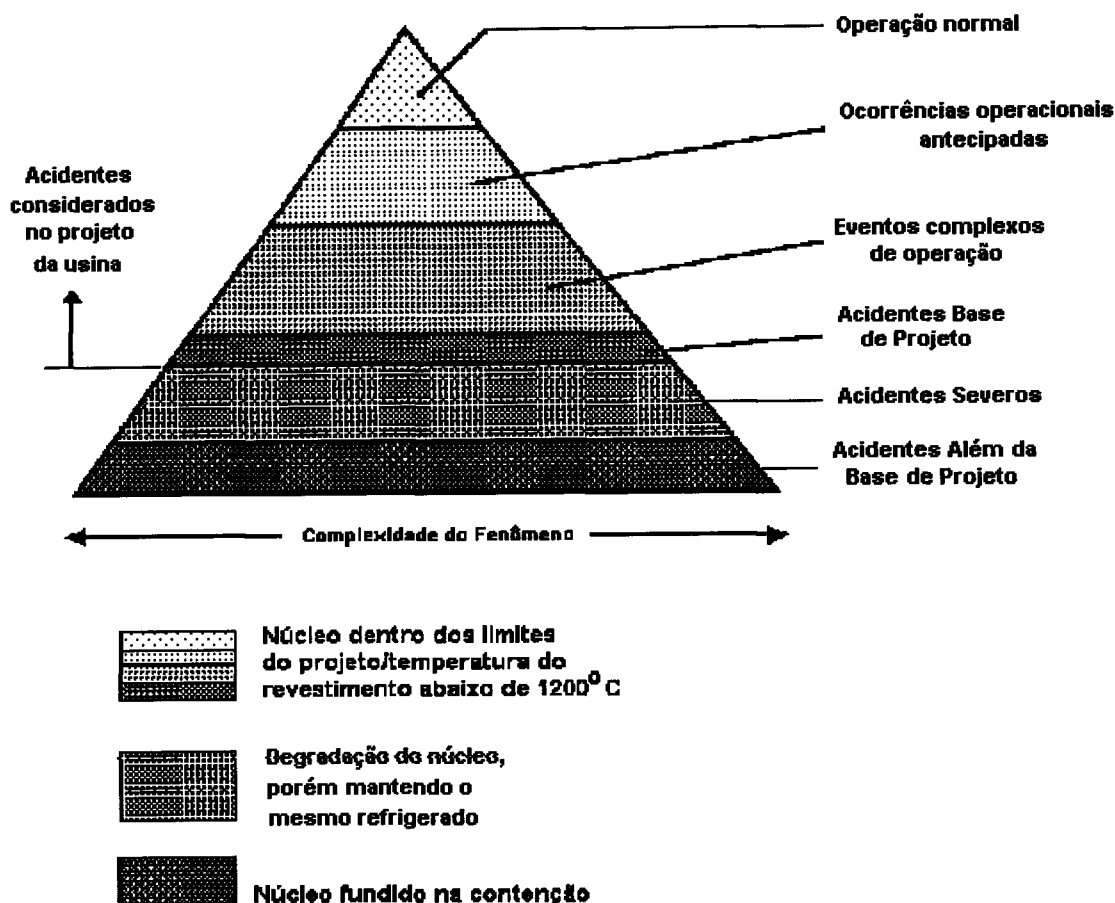 Operação normal
Ocorrências operacionais
antecipadas
Acidentes
considerados
no projeto
da usina
Eventos complexos
de operação
Acidentes Base
de Projeto
Acidentes Severos
Acidentes Além da
Base de Projeto
Complexidade do Fenômeno
Núcleo dentro dos limites
do projeto/temperatura do
revestimento abaixo de 1200° C
Degradação do núcleo,
porém mantendo o
mesmo refrigerado
Núcleo fundido na contenção